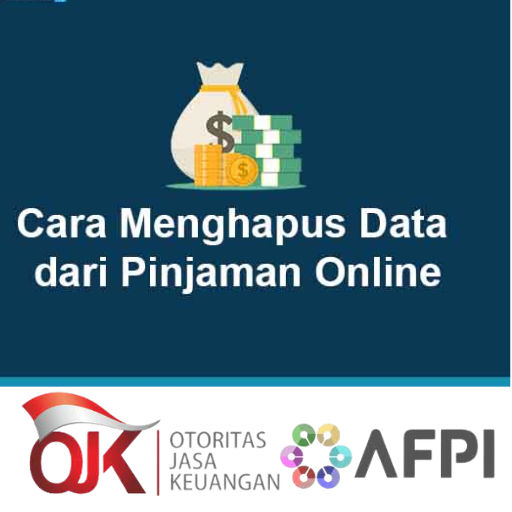 $
$
Cara Menghapus Data
dari Pinjaman Online
OJK
OTORITAS
JASA
KEUANGAN
AFPI